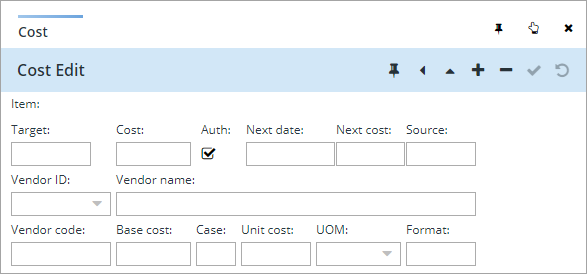 Cost
Cost Edit
Item:
Target: Cost: Auth: Next date: Next cost: Source:
Vendor ID: Vendor name:
Vendor code: Base cost: Case: Unit cost: UOM: Format: